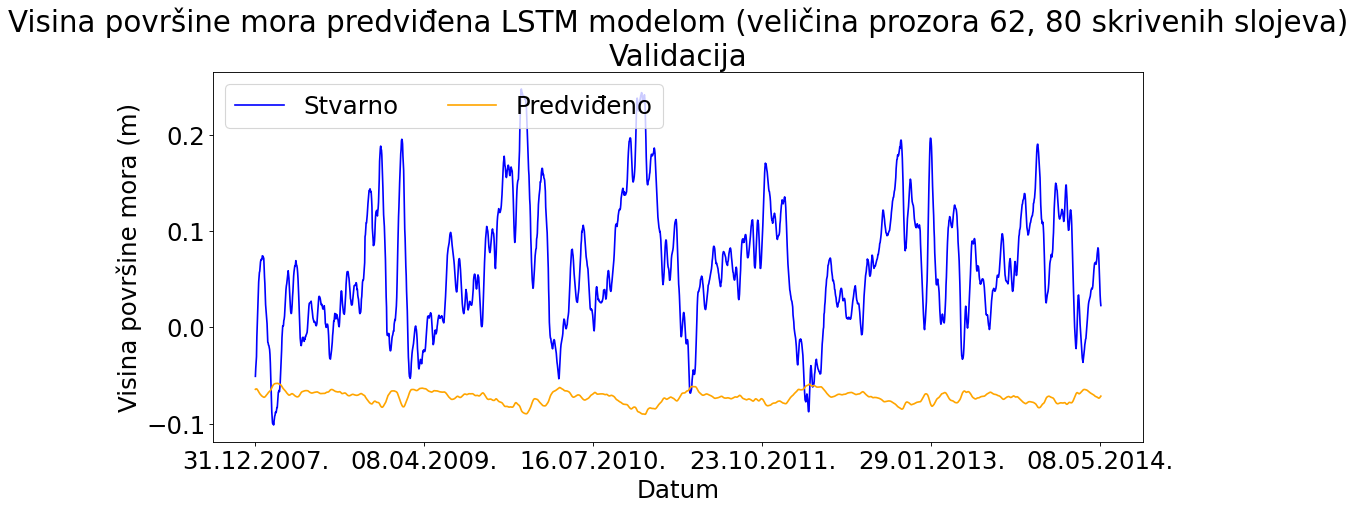 Visina površine mora predviđena LSTM modelom (veličina prozora 62, 80 skrivenih slojeva)
Validacija
Stvarno Predviđeno
Visina površine mora (m)
0.2
0.1
0.0
−0.1
31.12.2007. 08.04.2009. 16.07.2010. 23.10.2011. 29.01.2013. 08.05.2014.
Datum